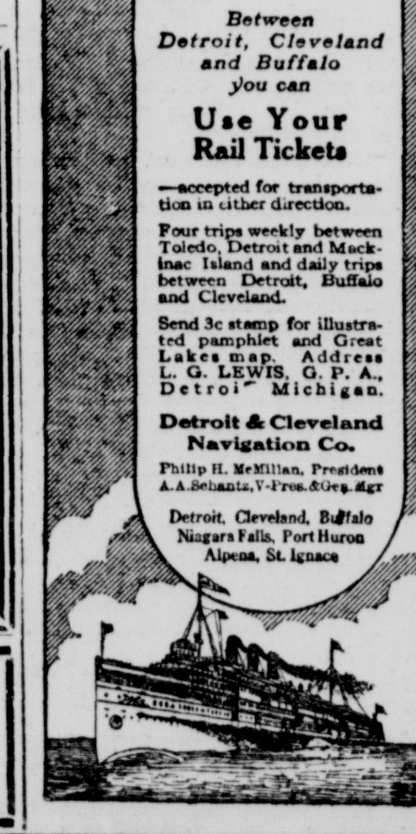 Between
Detroit, Cleveland
and Buffalo
you can
Use Your
Rail Tickets
—accepted for transporta-
tion in either direction.
Four trips weekly between
Toledo, Detroit and Mack-
inac Island and daily trips
between Detroit, Buffalo
and Cleveland.
Send 3c stamp for illustra-
ted pamphlet and Great
Lakes map. Address
L. G. LEWIS, G. P. A.,
Detroit Michigan.
Detroit & Cleveland
Navigation Co.
Philip H. McMillan, President
A.A.Schantz, V-Pres. & Gen. Mgr
Detroit, Cleveland, Buffalo
Niagara Falls, Port Huron
Alpena, St. Ignace